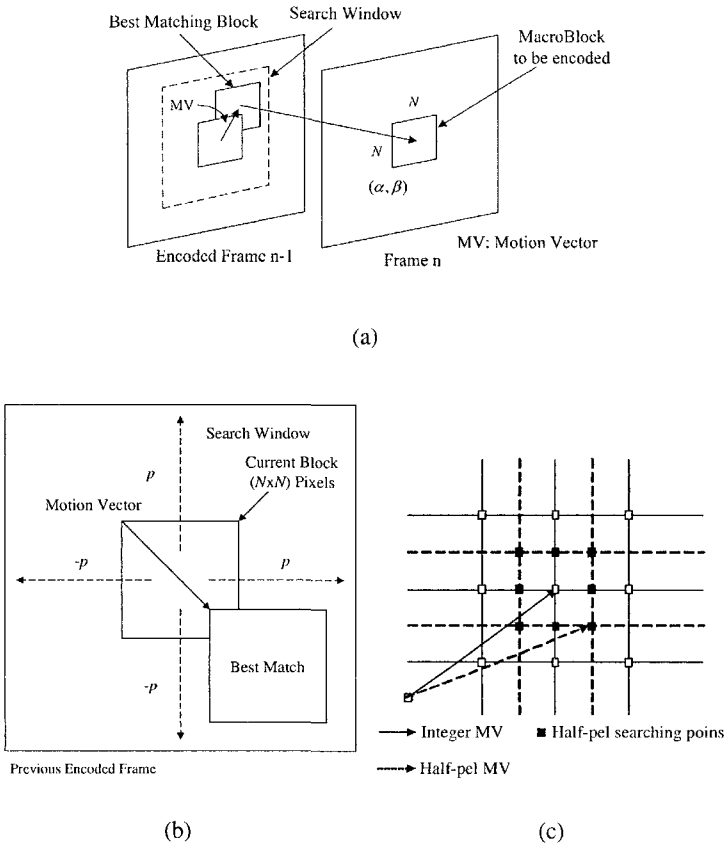 Search Window
Best Matching Block
MacroBlock
to be encoded
MV
N
N
(α, β)
MV: Motion Vector
Encoded Frame n-1
Frame n
(a)
Search Window
p
Current Block
(NxN) Pixels
Motion Vector
-p
p
-p
Best Match
Previous Encoded Frame
Integer MV
Half-pel searching poins
Half-pel MV
(b)
(c)